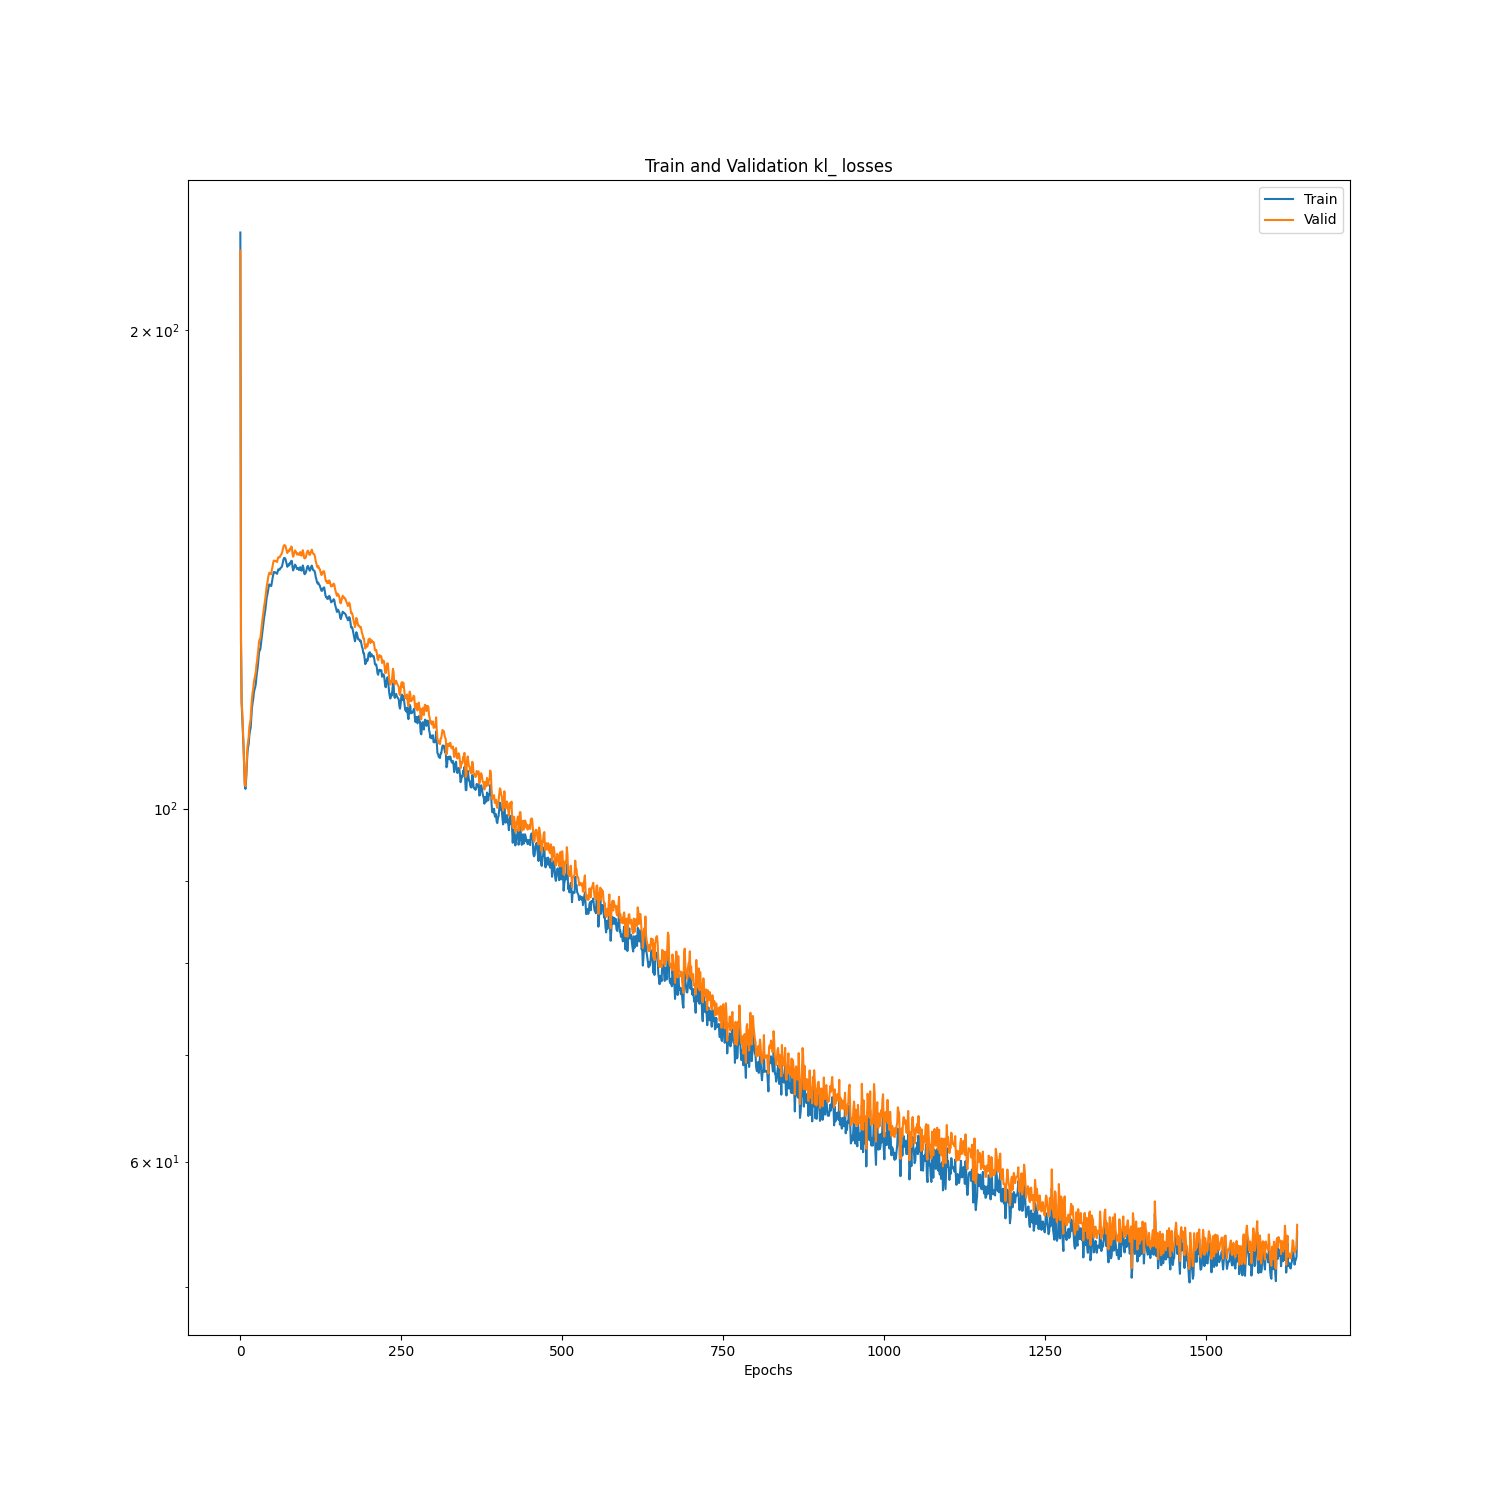 Train and Validation kl_ losses
Train
Valid
2 × 10²
10²
6 × 10¹
0 250 500 750 1000 1250 1500
Epochs